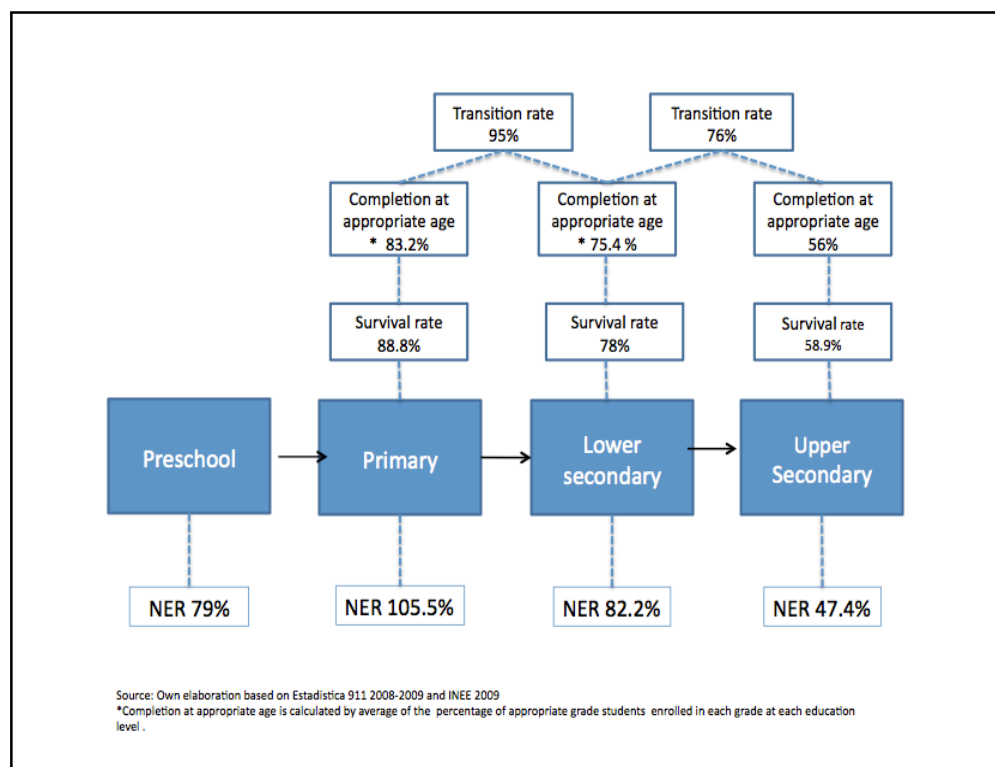 Transition rate
95%
Transition rate
76%
Completion at
appropriate age
* 83.2%
Completion at
appropriate age
* 75.4 %
Completion at
appropriate age
56%
Survival rate
88.8%
Survival rate
78%
Survival rate
58.9%
Preschool
Primary
Lower
secondary
Upper
Secondary
NER 79%
NER 105.5%
NER 82.2%
NER 47.4%
Source: Own elaboration based on Estadistica 911 2008-2009 and INEE 2009
*Completion at appropriate age is calculated by average of the percentage of appropriate grade students enrolled in each grade at each education
level .